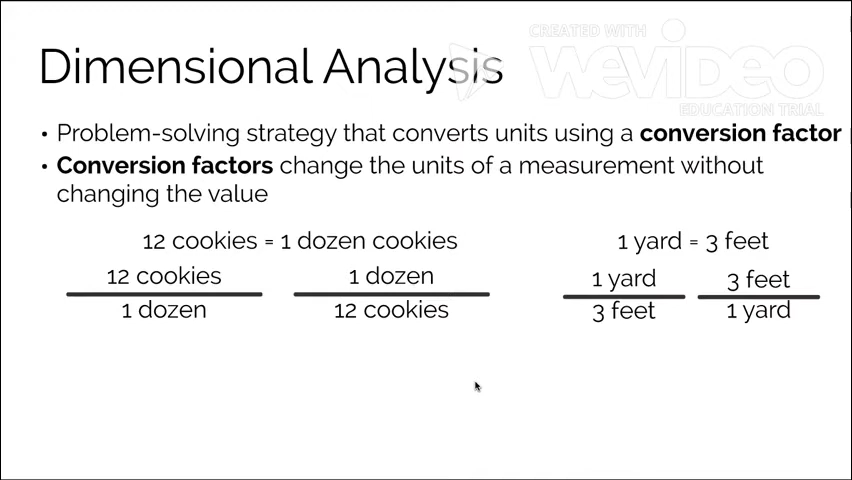 CREATED WITH
WEVIDEO
EDUCATION TRIAL
Dimensional Analysis
• Problem-solving strategy that converts units using a conversion factor
• Conversion factors change the units of a measurement without
changing the value
12 cookies = 1 dozen cookies
12 cookies
1 dozen
1 dozen
12 cookies
1 yard = 3 feet
1 yard
3 feet
3 feet
1 yard